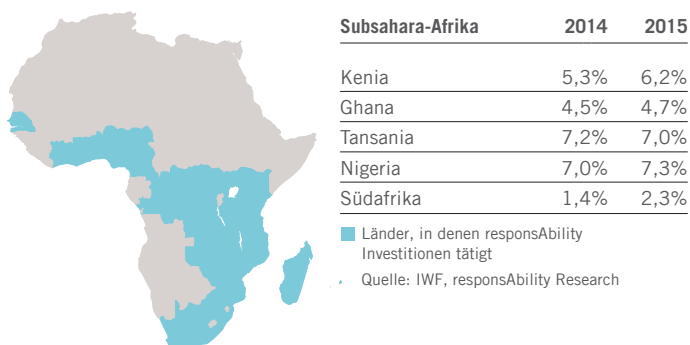 Subsahara-Afrika 2014 2015
Kenia 5,3% 6,2%
Ghana 4,5% 4,7%
Tansania 7,2% 7,0%
Nigeria 7,0% 7,3%
Südafrika 1,4% 2,3%
Länder, in denen responsAbility
Investitionen tätigt
Quelle: IWF, responsAbility Research